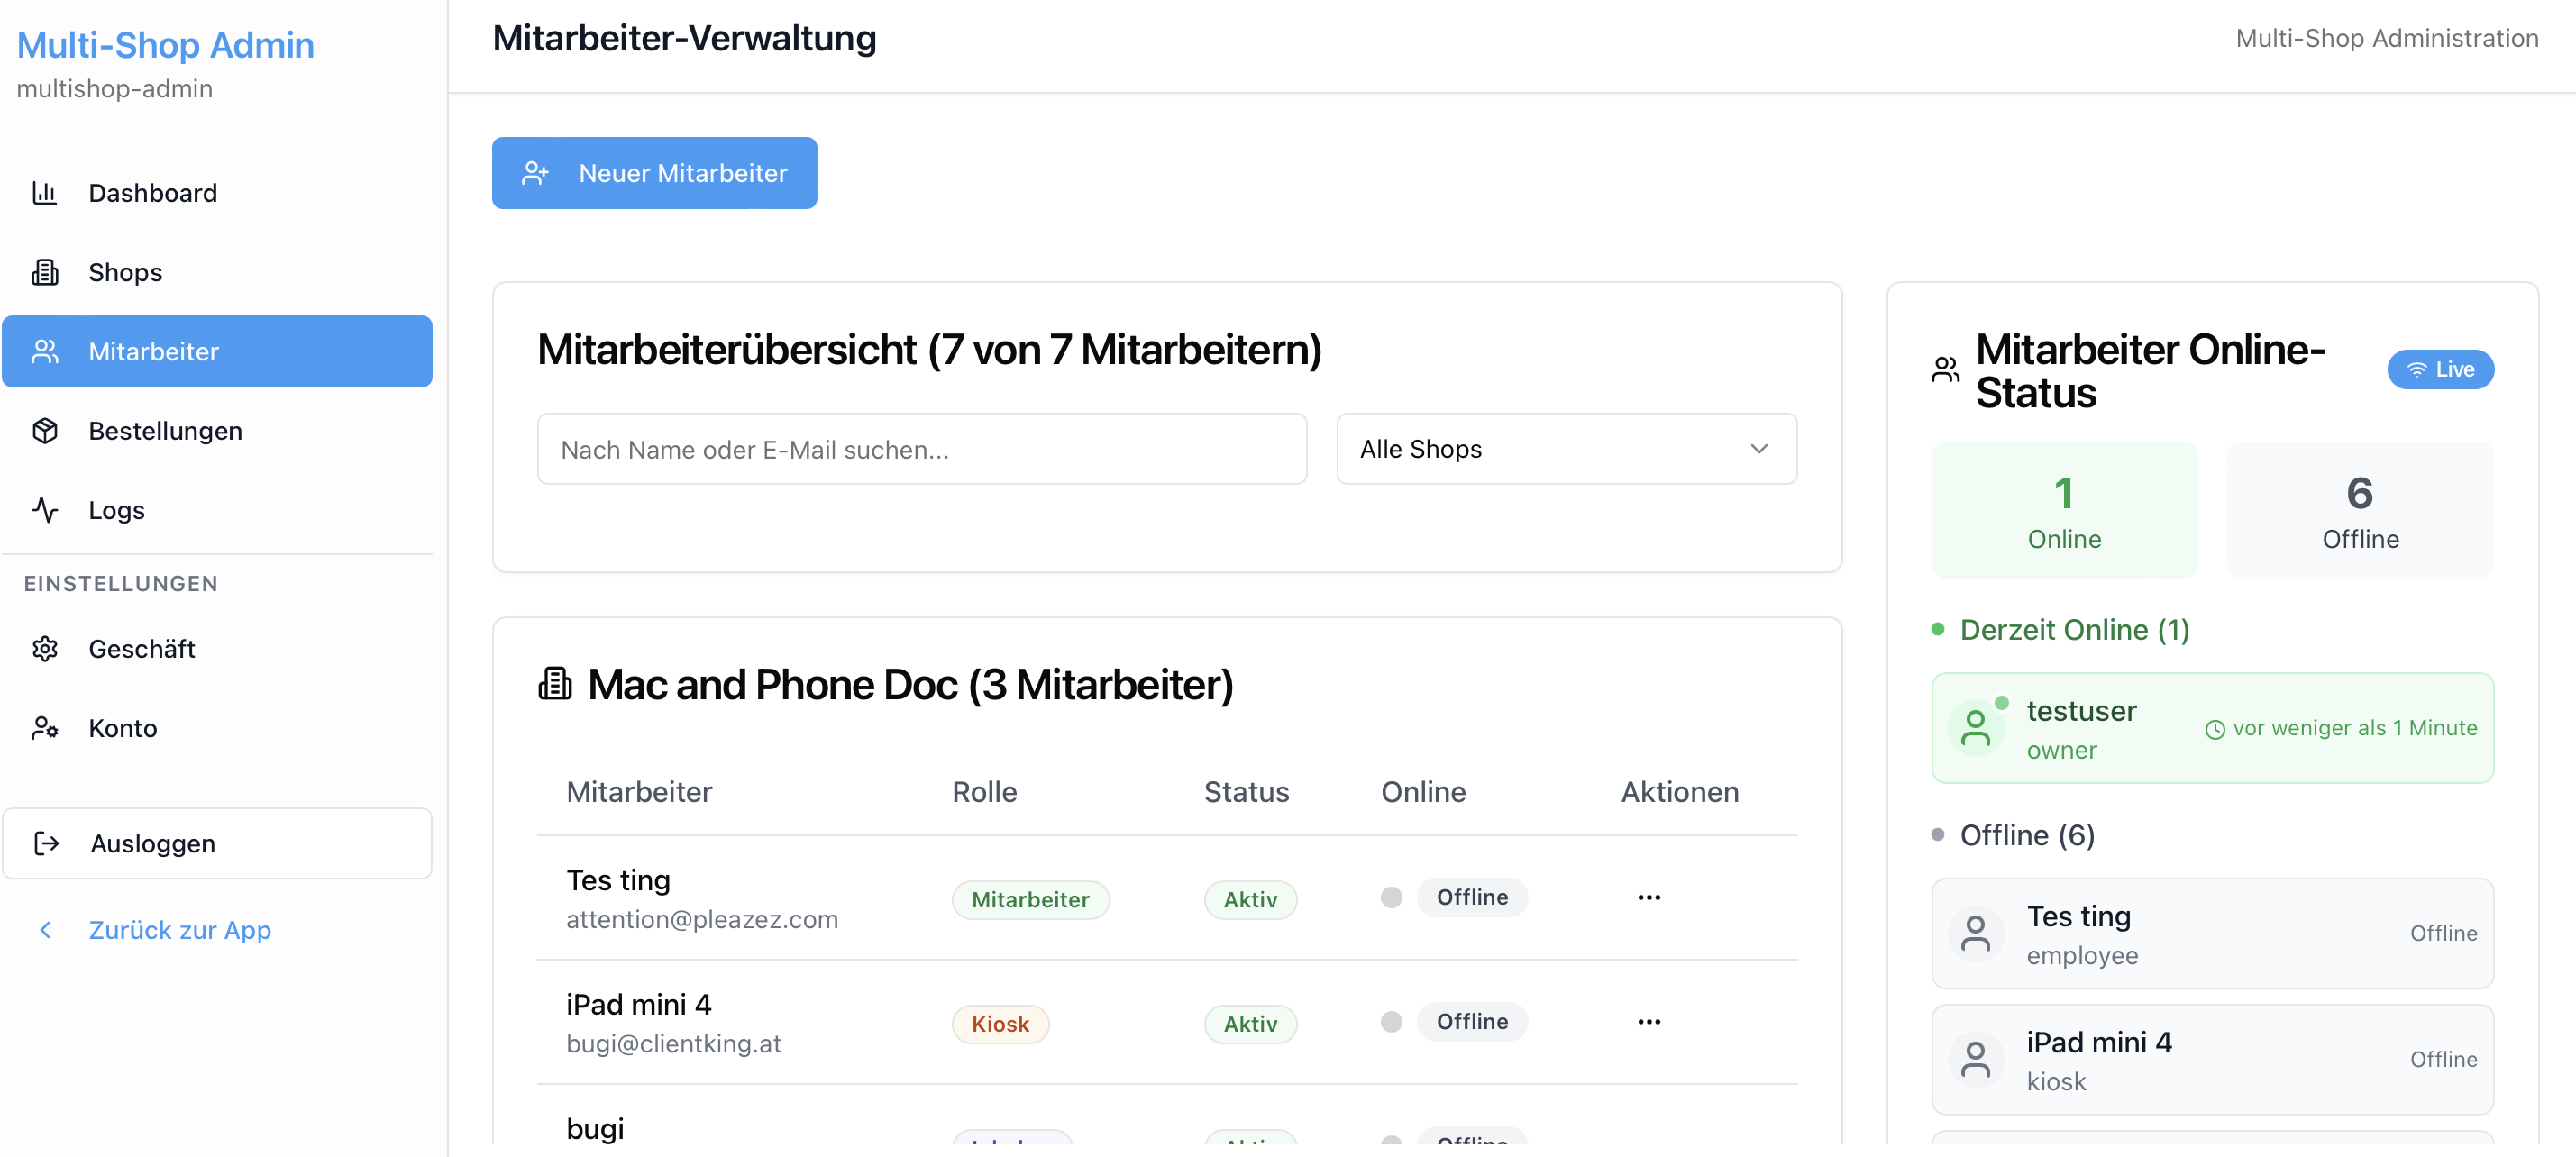 Multi-Shop Admin
multishop-admin
Dashboard
Shops
Mitarbeiter
Bestellungen
Logs
EINSTELLUNGEN
Geschäft
Konto
Ausloggen
Zurück zur App
Mitarbeiter-Verwaltung
Multi-Shop Administration
Neuer Mitarbeiter
Mitarbeiterübersicht (7 von 7 Mitarbeitern)
Nach Name oder E-Mail suchen...
Alle Shops
Mac and Phone Doc (3 Mitarbeiter)
Mitarbeiter Rolle Status Online Aktionen
Tes ting
attention@pleazez.com
Mitarbeiter Aktiv Offline
iPad mini 4
bugi@clientking.at
Kiosk Aktiv Offline
bugi
Aktiv Offline
Mitarbeiter Online-
Status
Live
1
Online
6
Offline
Derzeit Online (1)
testuser
owner
vor weniger als 1 Minute
Offline (6)
Tes ting
employee
Offline
iPad mini 4
kiosk
Offline